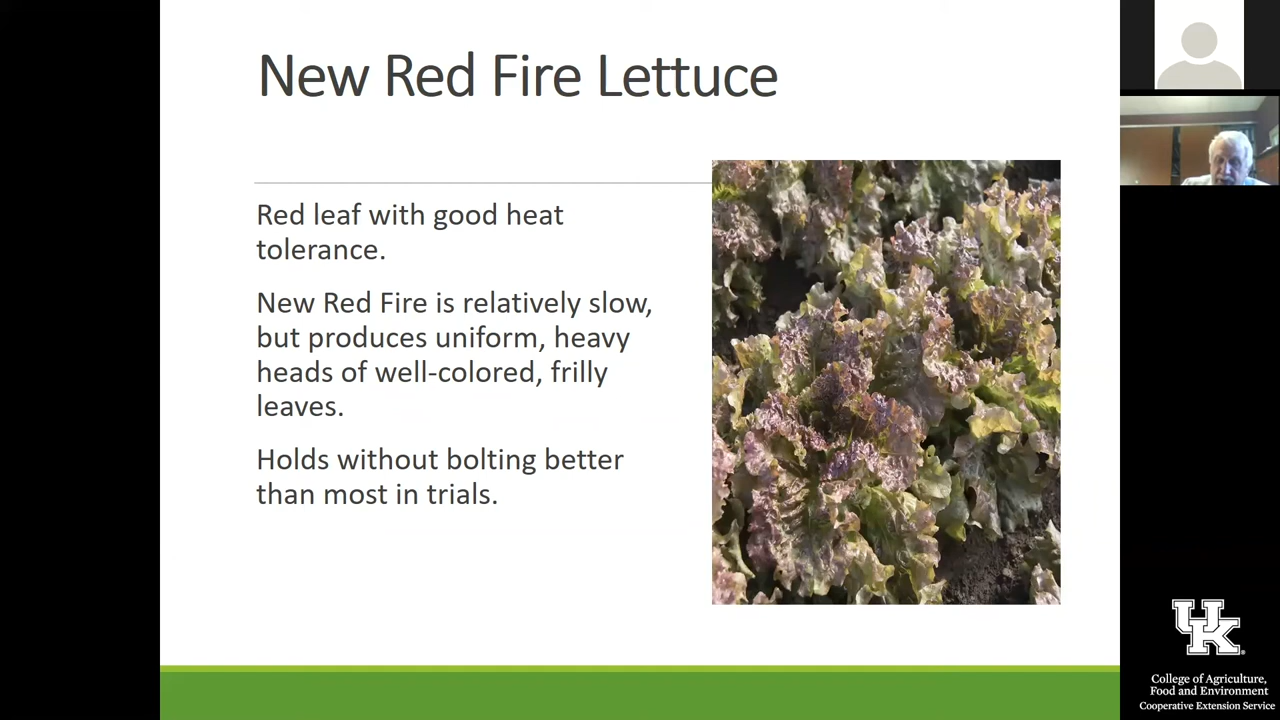 New Red Fire Lettuce
Red leaf with good heat
tolerance.
New Red Fire is relatively slow,
but produces uniform, heavy
heads of well-colored, frilly
leaves.
Holds without bolting better
than most in trials.
UK
College of Agriculture,
Food and Environment
Cooperative Extension Service